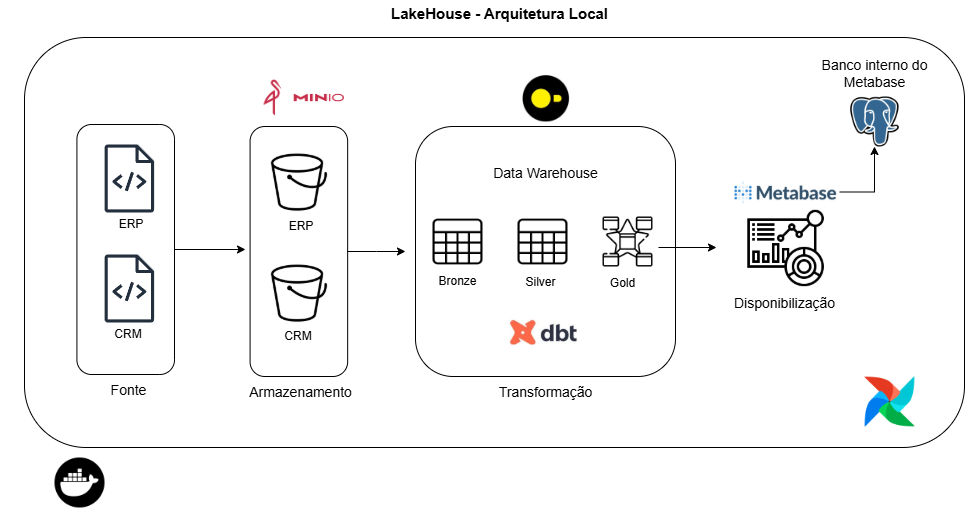 LakeHouse - Arquitetura Local
Banco interno do
Metabase
MINIO
Data Warehouse
Metabase
ERP
ERP
Bronze
Silver
Gold
CRM
CRM
dbt
Disponibilização
Fonte
Armazenamento
Transformação